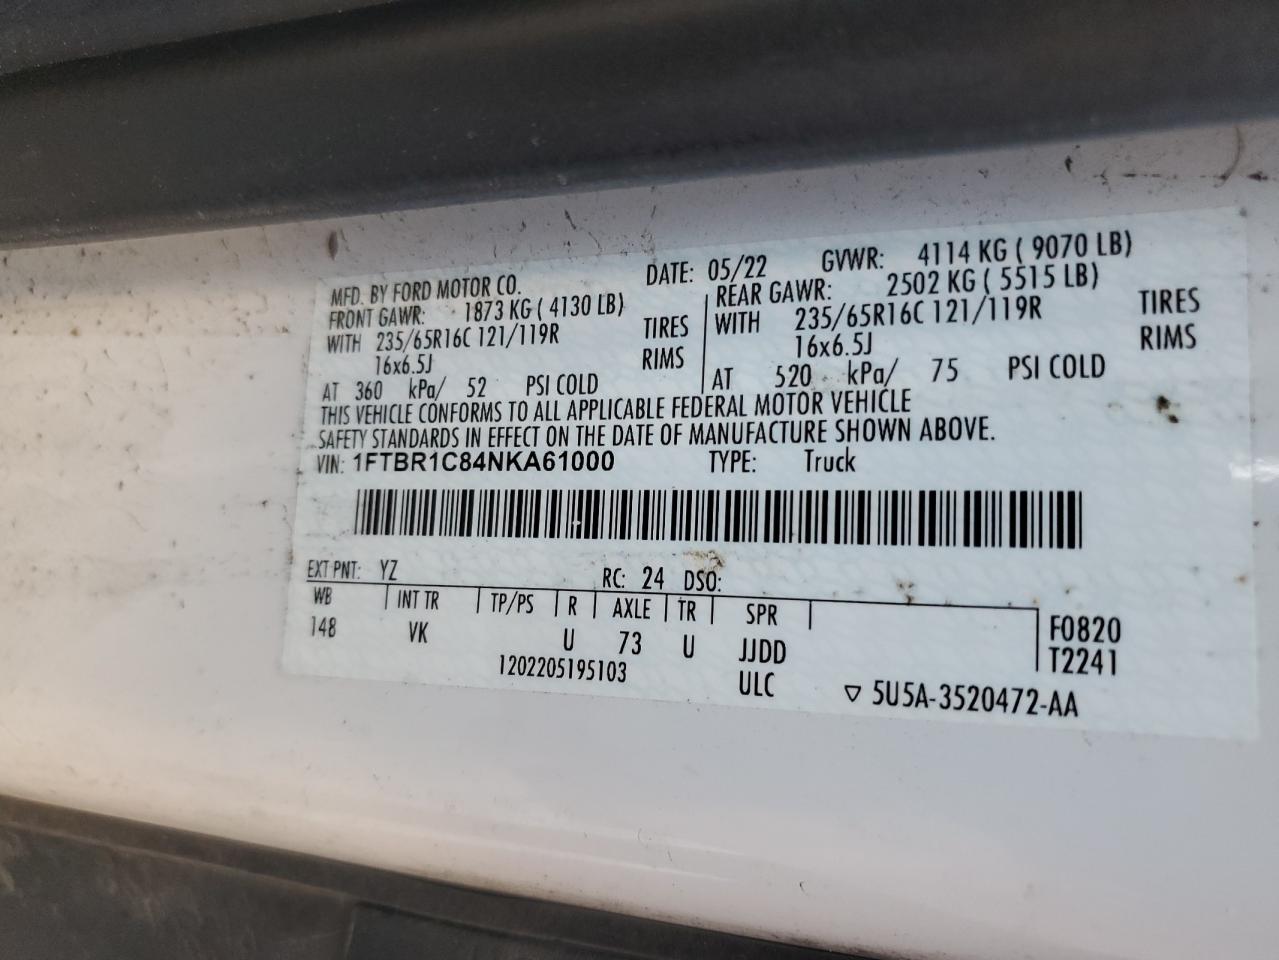 MFD. BY FORD MOTOR CO. DATE: 05/22 GVWR: 4114 KG ( 9070 LB)
FRONT GAWR: 1873 KG ( 4130 LB) REAR GAWR: 2502 KG ( 5515 LB)
WITH 235/65R16C 121/119R TIRES WITH 235/65R16C 121/119R TIRES
16x6.5J RIMS 16x6.5J RIMS
AT 360 kPa/ 52 PSI COLD AT 520 kPa/ 75 PSI COLD
THIS VEHICLE CONFORMS TO ALL APPLICABLE FEDERAL MOTOR VEHICLE
SAFETY STANDARDS IN EFFECT ON THE DATE OF MANUFACTURE SHOWN ABOVE.
VIN: 1FTBR1C84NKA61000 TYPE: Truck
EXT PNT: YZ RC: 24 DSO:
WB INT TR TP/PS R AXLE TR SPR F0820
148 VK U 73 U JJDD T2241
1202205195103 ULC ▽ 5U5A-3520472-AA